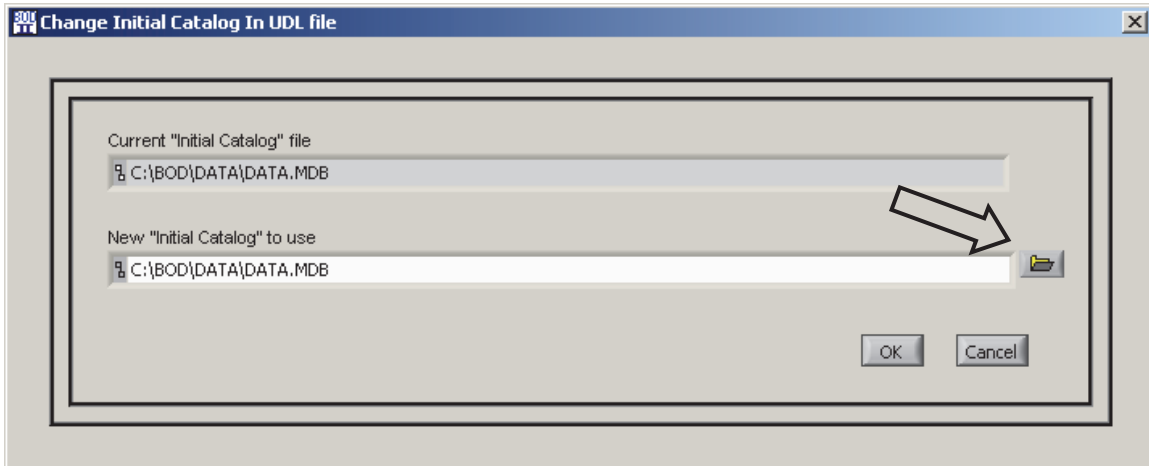 Change Initial Catalog In UDL file
Current "Initial Catalog" file
C:\BOD\DATA\DATA.MDB
New "Initial Catalog" to use
C:\BOD\DATA\DATA.MDB
OK Cancel